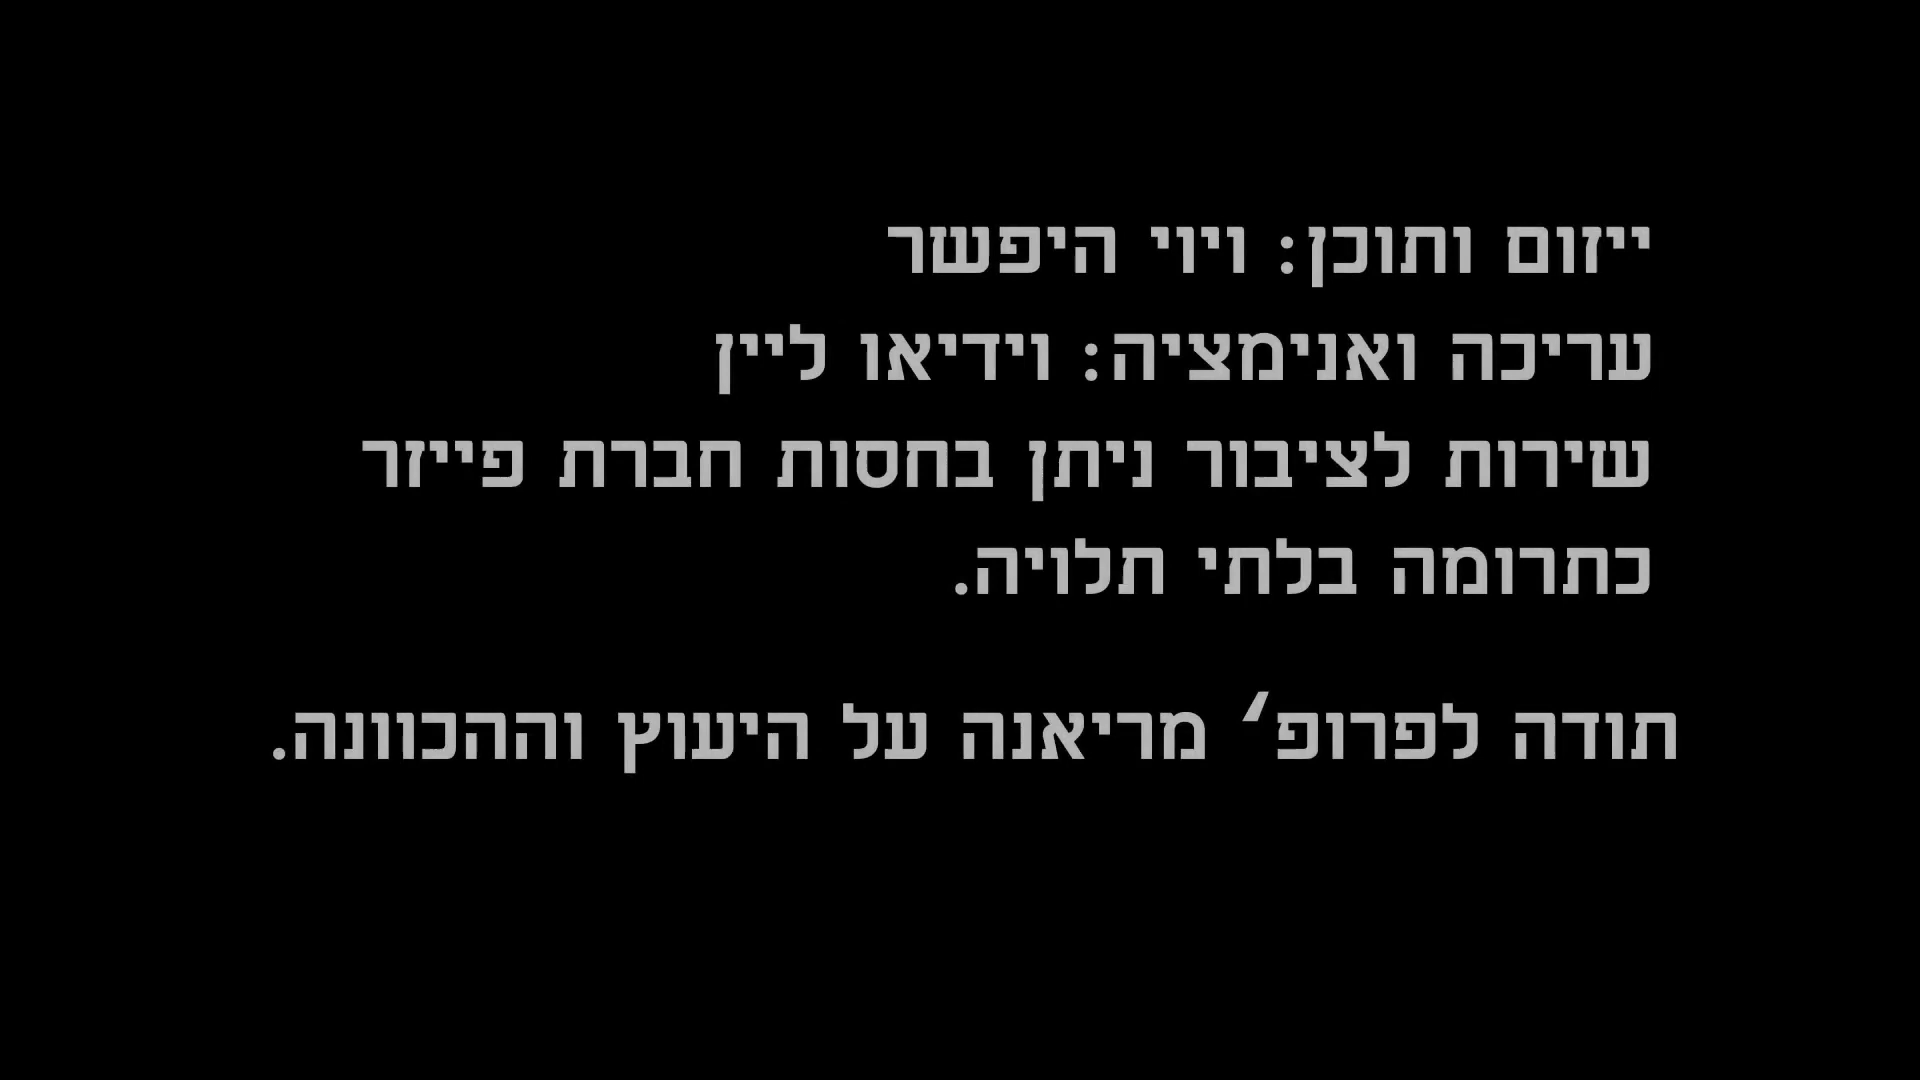 ייזום ותוכן: ויוי היפשר
עריכה ואנימציה: וידיאו ליין
שירות לציבור ניתן בחסות חברת פייזר
כתרומה בלתי תלויה.
תודה לפרופ׳ מריאנה על היעוץ וההכוונה.